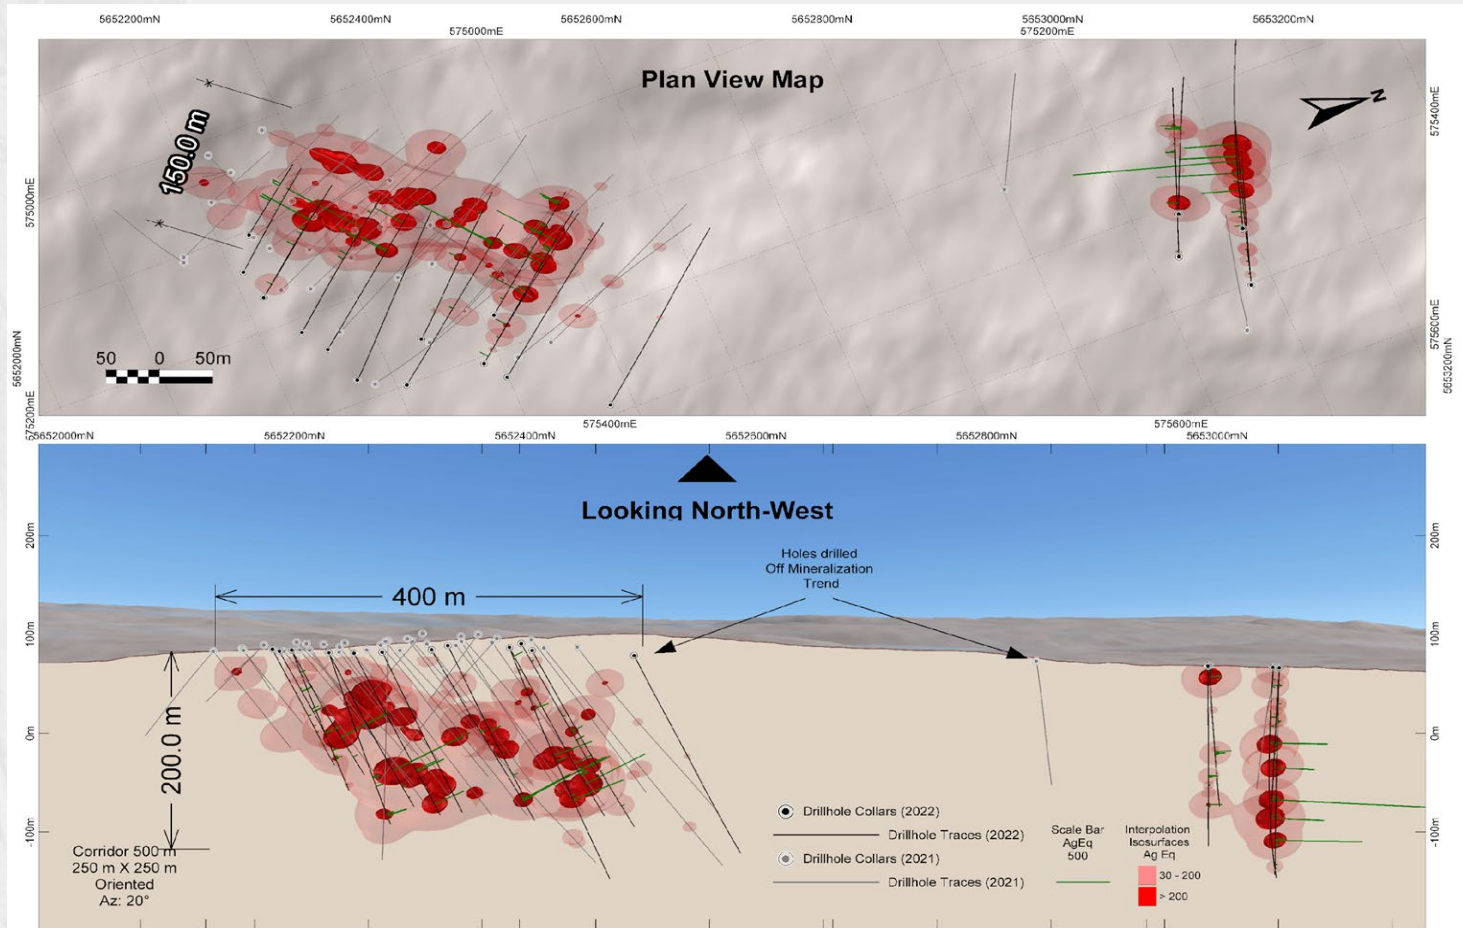 5652200mN 5652400mN 5652600mN 5652800mN 5653000mN 5653200mN
575000mE 575200mE
Plan View Map
N
150.0 m
575000mE
575400mE
575600mE
5652000mN
5653200mN
575200mE
50 0 50m
575400mE 575600mE
5652000mN 5652200mN 5652400mN 5652600mN 5652800mN 5653000mN
Looking North-West
200m 200m
Holes drilled
Off Mineralization
Trend
400 m
100m 100m
200.0 m
0m 0m
-100m -100m
Corridor 500 m
250 m X 250 m
Oriented
Az: 20°
Drillhole Collars (2022)
Drillhole Traces (2022)
Drillhole Collars (2021)
Drillhole Traces (2021)
Scale Bar
AgEq
500
Interpolation
Isosurfaces
Ag Eq
30 - 200
> 200